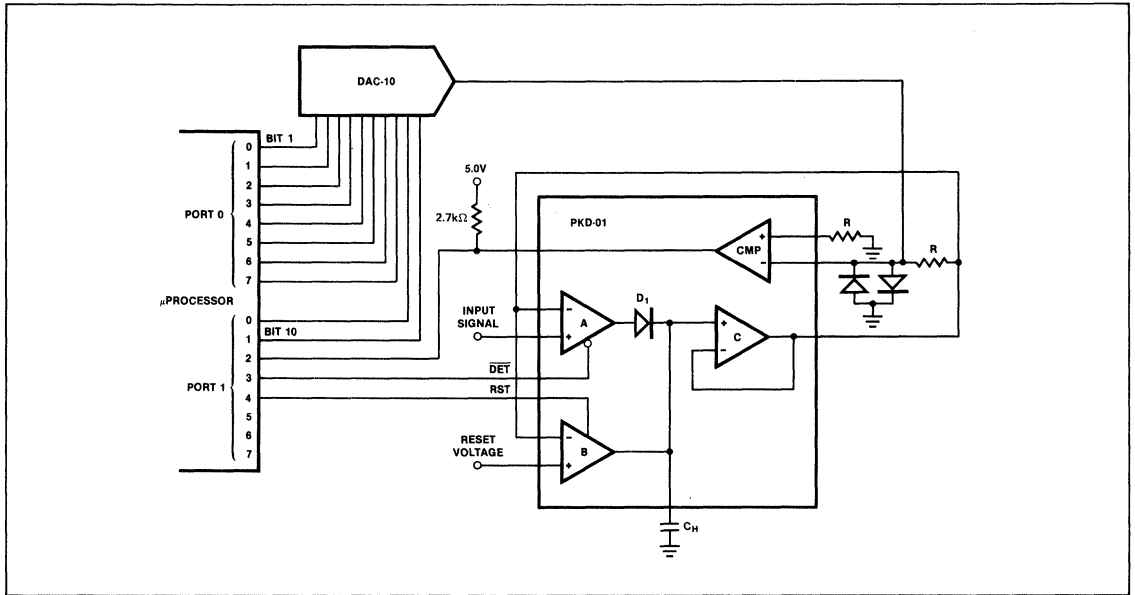 DAC-10
BIT 1
0
1
2
3
4
5
6
7
PORT 0
5.0V
2.7kΩ
PKD-01
CMP
+
−
R
R
μPROCESSOR
INPUT
SIGNAL
−
A
+
D1
+
C
−
0
BIT 10
1
2
3
4
5
6
7
PORT 1
DET
RST
RESET
VOLTAGE
−
B
+
CH